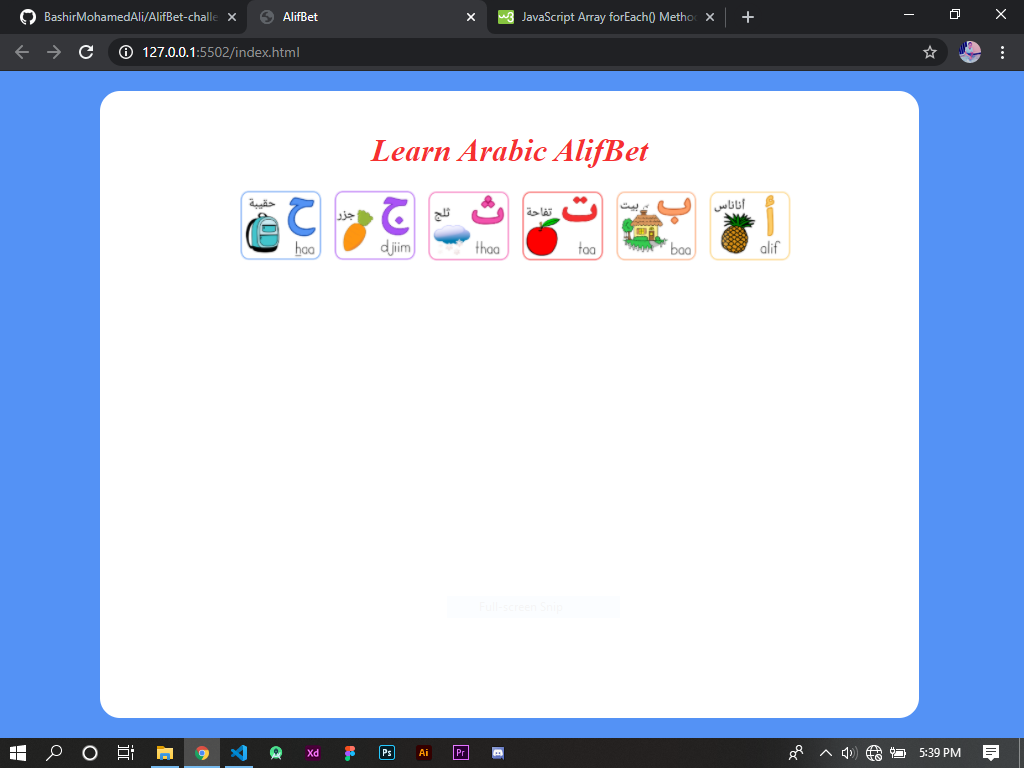 BashirMohamedAli/AlifBet-challe
AlifBet
JavaScript Array forEach() Metho
127.0.0.1:5502/index.html
Learn Arabic AlifBet
أناناس
أ
alif
بيت
ب
baa
تفاحة
ت
taa
ثلج
ث
thaa
جزر
ج
djiim
حقيبة
ح
haa
Full-screen Snip
Xd
Ps
Ai
Pr
5:39 PM